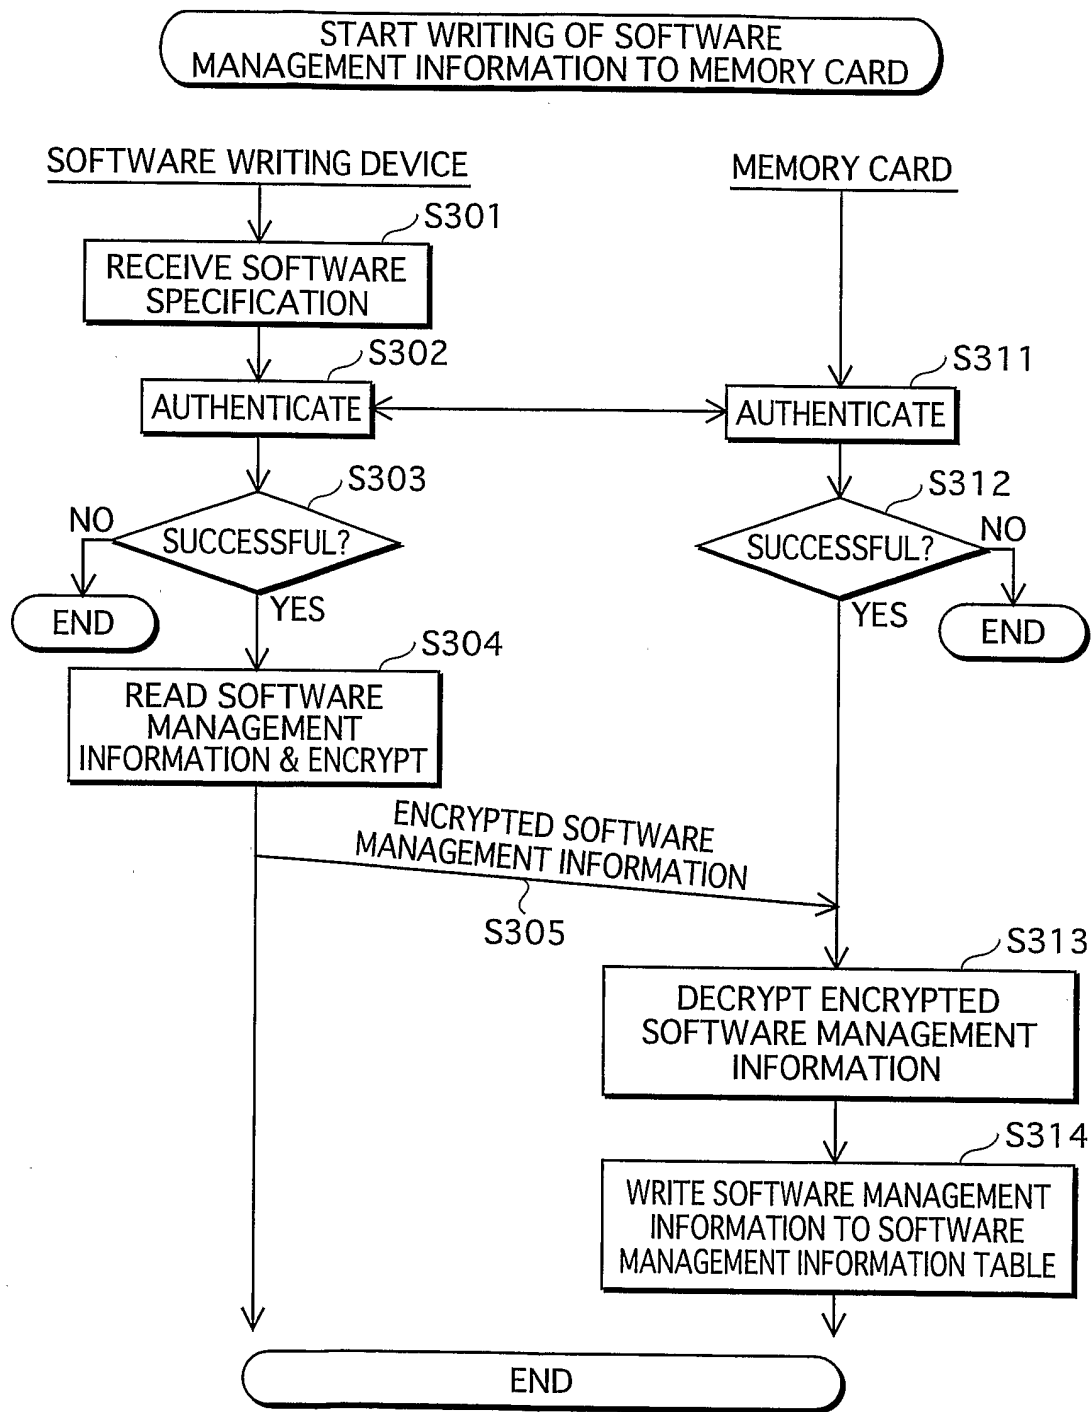 START WRITING OF SOFTWARE
MANAGEMENT INFORMATION TO MEMORY CARD
SOFTWARE WRITING DEVICE
MEMORY CARD
S301
RECEIVE SOFTWARE
SPECIFICATION
S302
AUTHENTICATE
S311
AUTHENTICATE
S303
SUCCESSFUL?
NO
END
YES
S312
SUCCESSFUL?
NO
END
YES
S304
READ SOFTWARE
MANAGEMENT
INFORMATION & ENCRYPT
ENCRYPTED SOFTWARE
MANAGEMENT INFORMATION
S305
S313
DECRYPT ENCRYPTED
SOFTWARE MANAGEMENT
INFORMATION
S314
WRITE SOFTWARE MANAGEMENT
INFORMATION TO SOFTWARE
MANAGEMENT INFORMATION TABLE
END